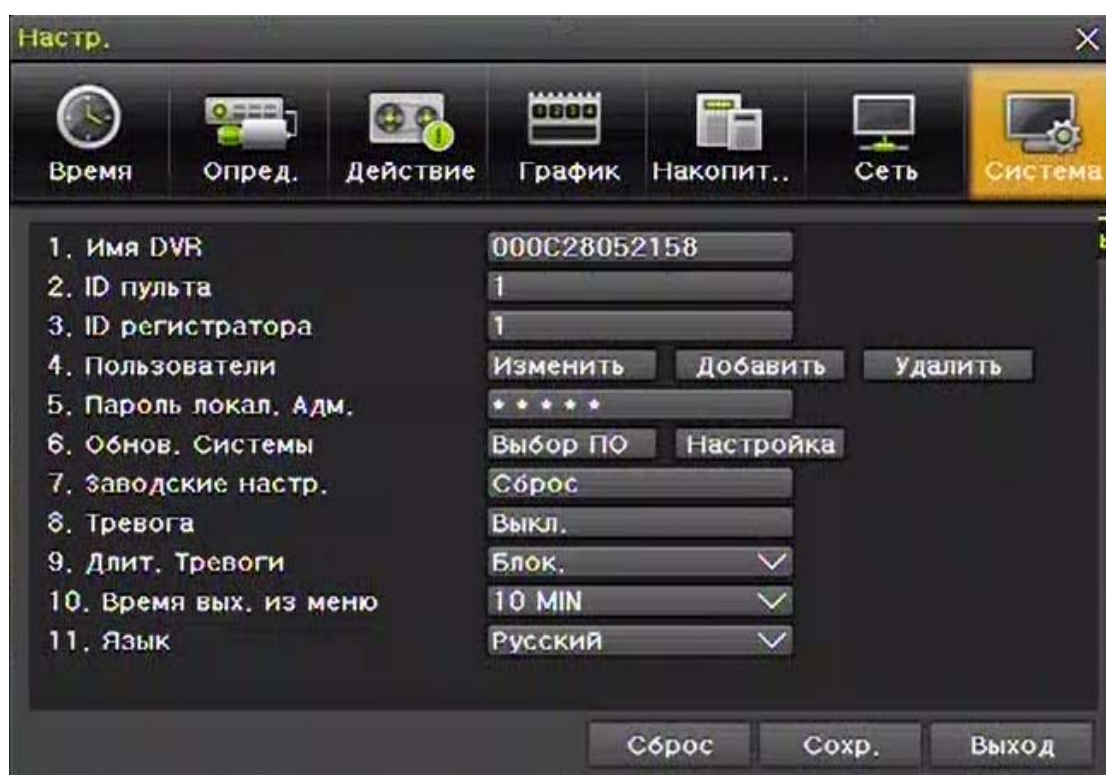 Настр.
Время Опред. Действие График Накопит.. Сеть Система
1. Имя DVR 000C28052158
2. ID пульта 1
3. ID регистратора 1
4. Пользователи Изменить Добавить Удалить
5. Пароль локал. Адм. * * * * *
6. Обнов. Системы Выбор ПО Настройка
7. Заводские настр. Сброс
8. Тревога Выкл.
9. Длит. Тревоги Блок.
10. Время вых. из меню 10 MIN
11. Язык Русский
Сброс Сохр. Выход